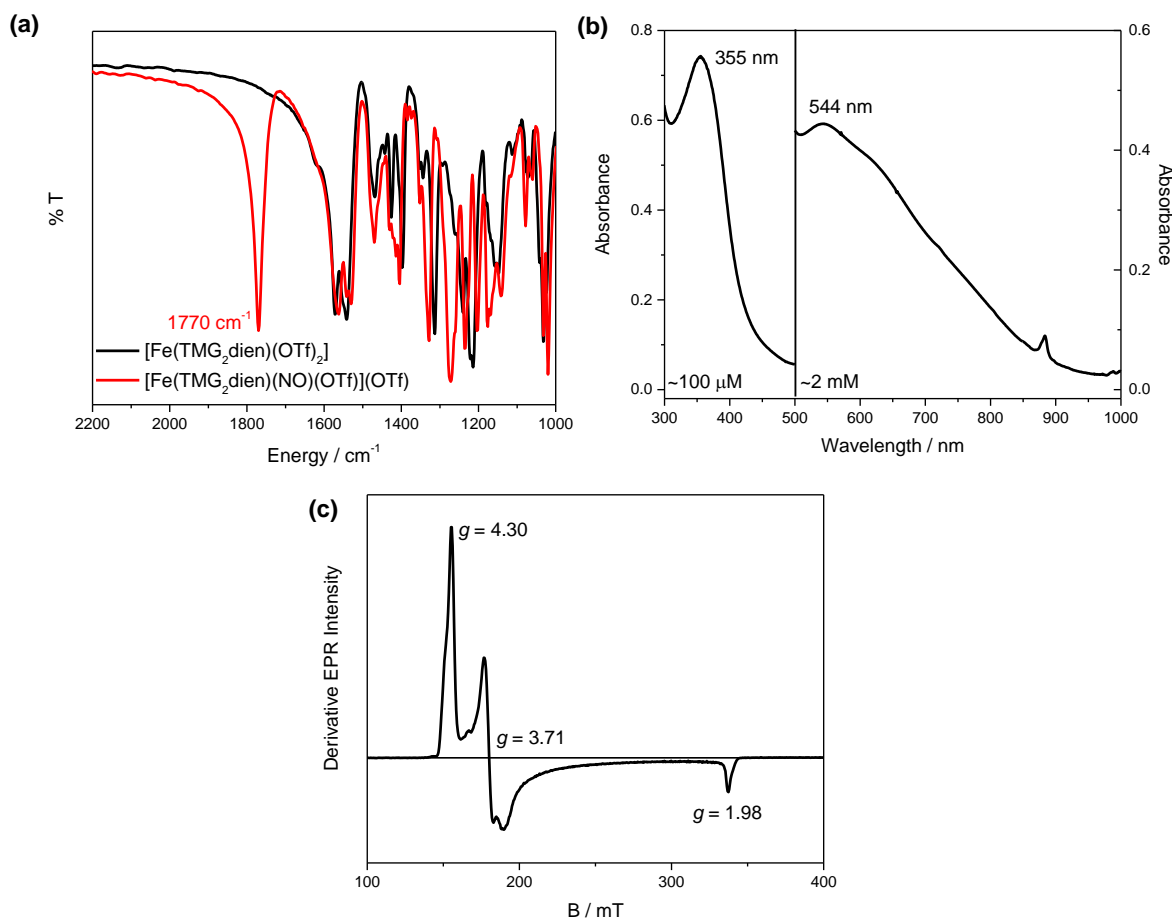 (a)
% T
1770 cm⁻¹
[Fe(TMG₂dien)(OTf)₂]
[Fe(TMG₂dien)(NO)(OTf)](OTf)
2200 2000 1800 1600 1400 1200 1000
Energy / cm⁻¹
(b)
0.8 0.6
355 nm
544 nm
0.6
0.4
Absorbance
0.4
Absorbance
0.2
0.2
0.0 ~100 µM ~2 mM 0.0
300 400 500 600 700 800 900 1000
Wavelength / nm
(c)
g = 4.30
g = 3.71
g = 1.98
Derivative EPR Intensity
100 200 300 400
B / mT